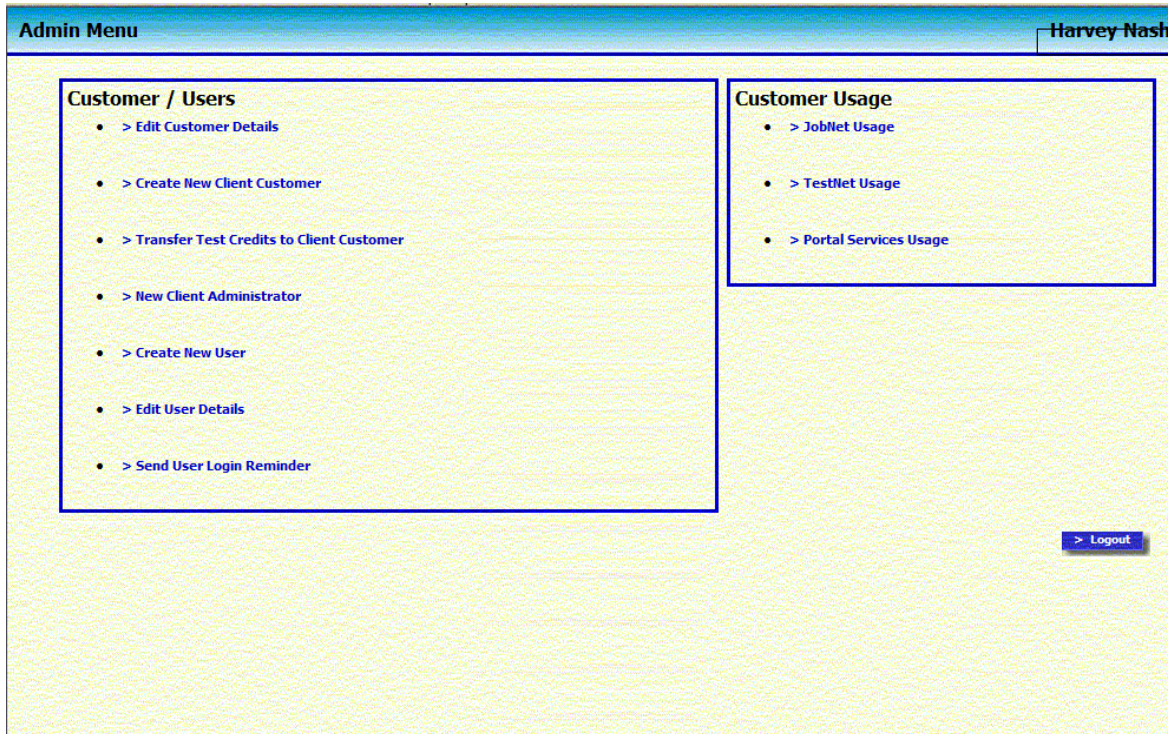 Admin Menu
Harvey Nash
Customer / Users
> Edit Customer Details
> Create New Client Customer
> Transfer Test Credits to Client Customer
> New Client Administrator
> Create New User
> Edit User Details
> Send User Login Reminder
Customer Usage
> JobNet Usage
> TestNet Usage
> Portal Services Usage
> Logout